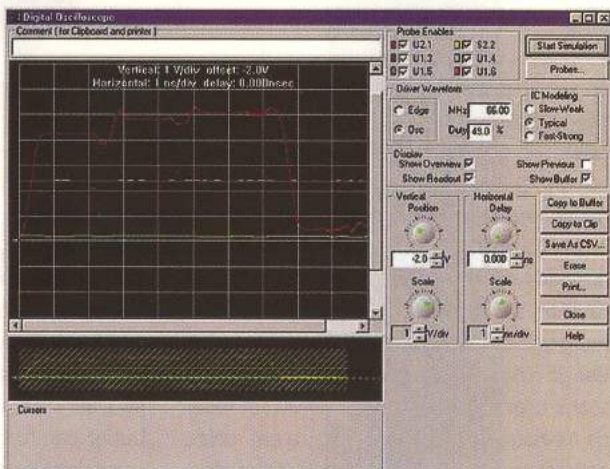 Digital Oscilloscope
Comment (for Clipboard and printer)
Vertical: 1 V/div offset: -2.0V
Horizontal: 1 ns/div delay: 0.000nsec
Cursors
Probe Enables
U2.1 S2.2
U1.3 U1.4
U1.5 U1.6
Start Simulation
Probes...
Driver Waveform
Edge MHz 66.00
Osc Duty 49.0 %
IC Modeling
Slow-Weak
Typical
Fast-Strong
Display
Show Overview Show Previous
Show Readout Show Buffer
Vertical
Position
-2.0 V
Scale
1 V/div
Horizontal
Delay
0.000 ns
Scale
1 ns/div
Copy to Buffer
Copy to Clip
Save As CSV...
Erase
Print...
Close
Help